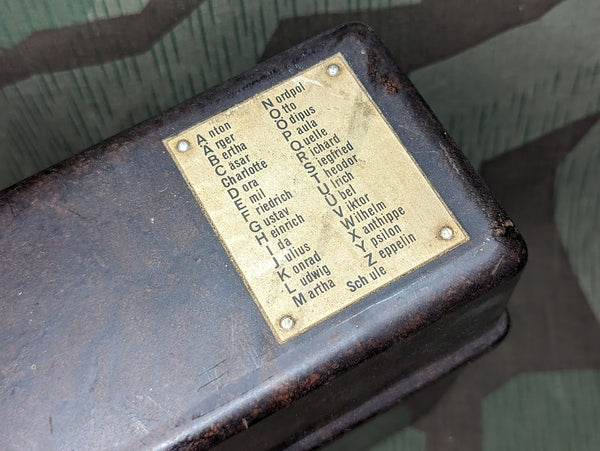 Anton
Ärger
Bertha
Cäsar
Charlotte
Dora
Emil
Friedrich
Gustav
Heinrich
Ida
Julius
Konrad
Ludwig
Martha
Nordpol
Otto
Ödipus
Paula
Quelle
Richard
Siegfried
Theodor
Ulrich
Übel
Viktor
Wilhelm
Xanthippe
Ypsilon
Zeppelin
Schule